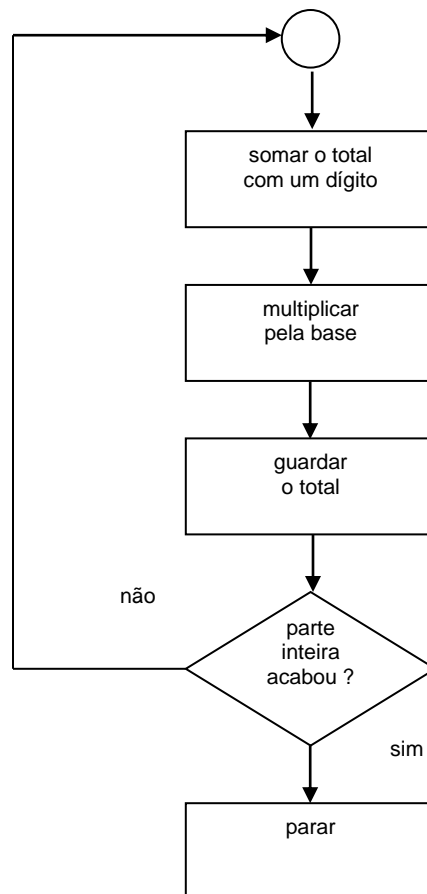 somar o total
com um dígito
multiplicar
pela base
guardar
o total
não
parte
inteira
acabou ?
sim
parar